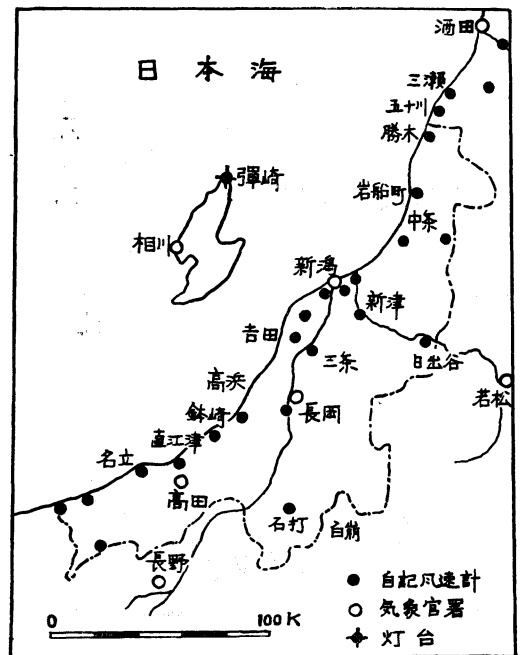 酒田
日本海
三瀬
五十川
勝木
弾崎
岩船町
相川
中条
新潟
新津
吉田
三条
日出谷
高浜
若松
鉢崎
長岡
直江津
名立
高田
石打
長野
● 自記風速計
○ 気象官署
灯台
0 100K